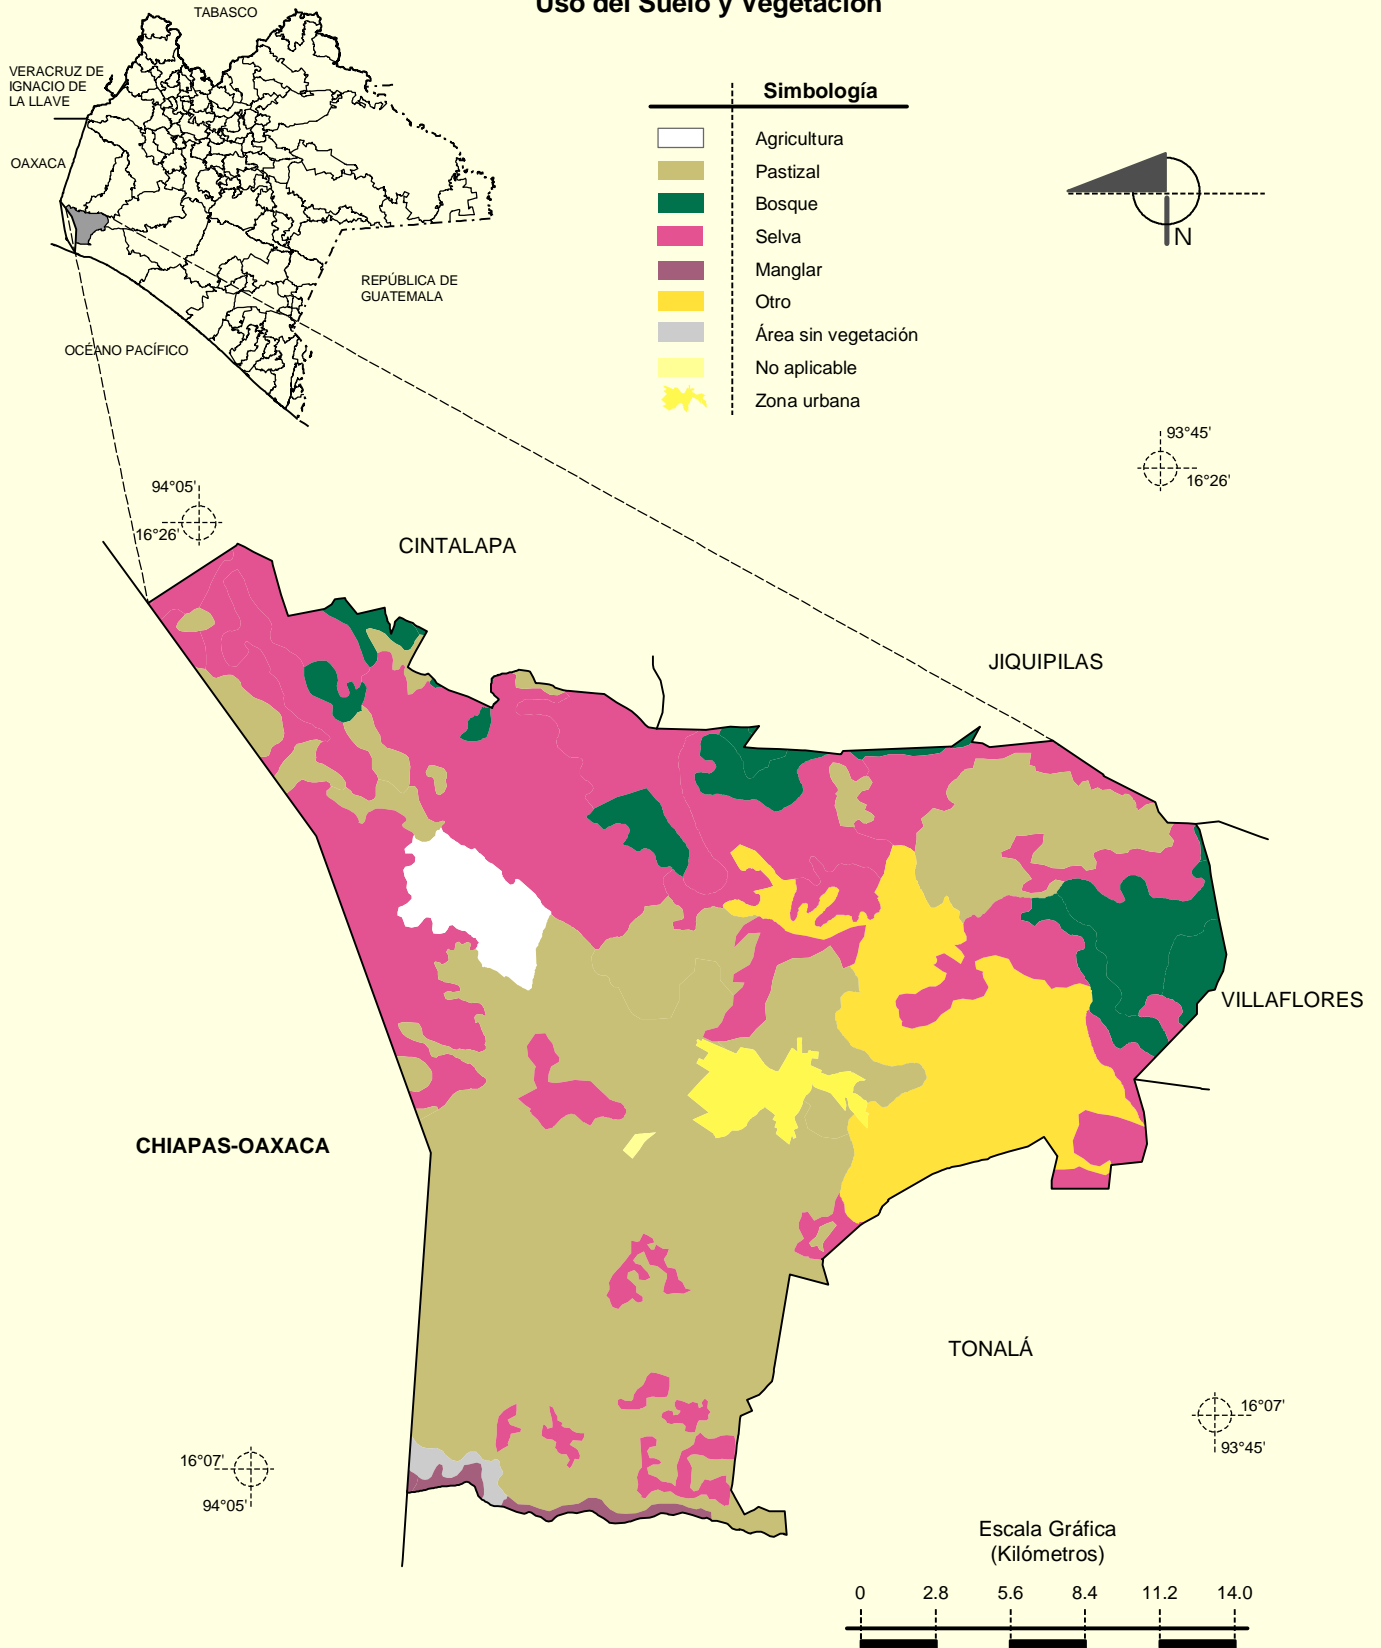 Uso del Suelo y Vegetación
TABASCO
VERACRUZ DE
IGNACIO DE
LA LLAVE
OAXACA
REPÚBLICA DE
GUATEMALA
OCÉANO PACÍFICO
Simbología
Agricultura
Pastizal
Bosque
Selva
Manglar
Otro
Área sin vegetación
No aplicable
Zona urbana
N
93°45'
16°26'
94°05'
16°26'
CINTALAPA
JIQUIPILAS
VILLAFLORES
CHIAPAS-OAXACA
TONALÁ
16°07'
93°45'
16°07'
94°05'
Escala Gráfica
(Kilómetros)
0 2.8 5.6 8.4 11.2 14.0